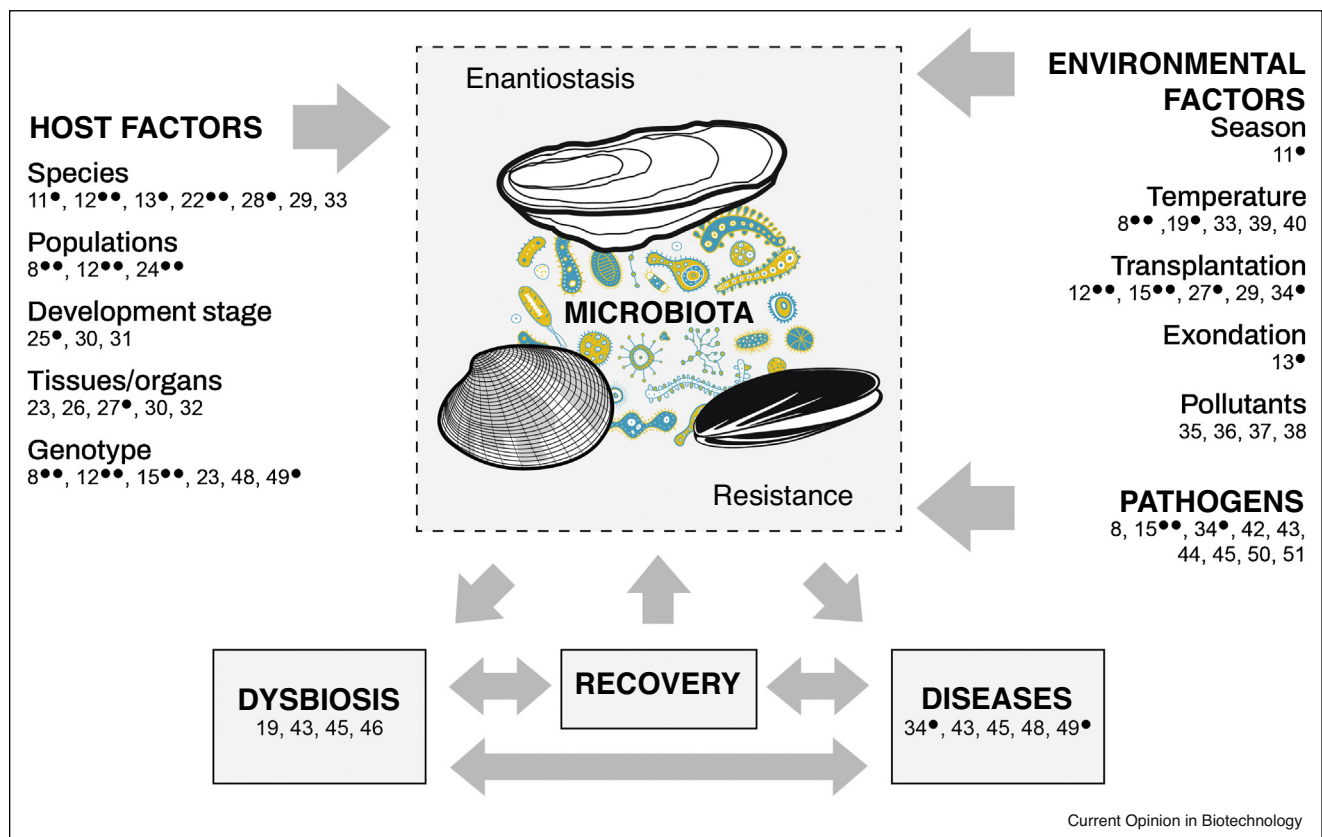 Enantiostasis
HOST FACTORS
Species
11●, 12●●, 13●, 22●●, 28●, 29, 33
Populations
8●●, 12●●, 24●●
Development stage
25●, 30, 31
Tissues/organs
23, 26, 27●, 30, 32
Genotype
8●●, 12●●, 15●●, 23, 48, 49●
MICROBIOTA
Resistance
ENVIRONMENTAL
FACTORS
Season
11●
Temperature
8●● ,19●, 33, 39, 40
Transplantation
12●●, 15●●, 27●, 29, 34●
Exondation
13●
Pollutants
35, 36, 37, 38
PATHOGENS
8, 15●●, 34●, 42, 43,
44, 45, 50, 51
DYSBIOSIS
19, 43, 45, 46
RECOVERY
DISEASES
34●, 43, 45, 48, 49●
Current Opinion in Biotechnology